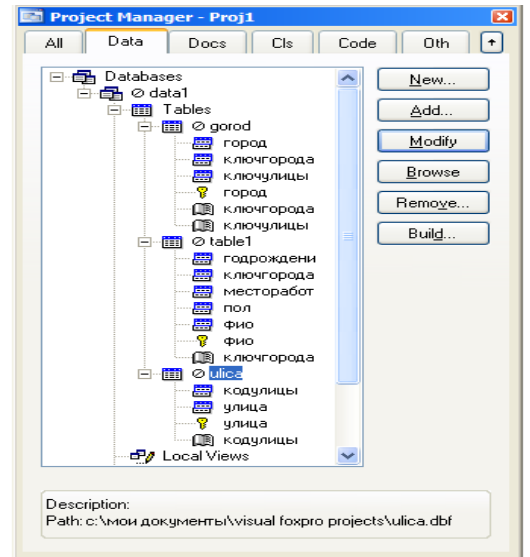 Project Manager - Proj1
All Data Docs Cls Code Oth
Databases
data1
Tables
gorod
город
ключгорода
ключулицы
город
ключгорода
ключулицы
table1
годрождени
ключгорода
месторабот
пол
фио
фио
ключгорода
ulica
кодулицы
улица
улица
кодулицы
Local Views
New...
Add...
Modify
Browse
Remove...
Build...
Description:
Path: c:\мои документы\visual foxpro projects\ulica.dbf